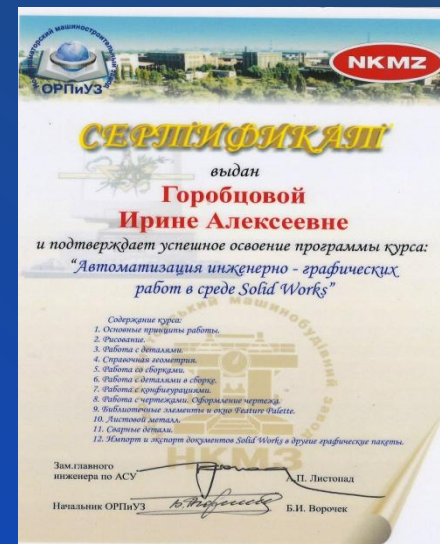 NKMZ
ОРПиУЗ
СЕРТИФИКАТ
выдан
Горобцовой
Ирине Алексеевне
и подтверждает успешное освоение программы курса:
“Автоматизация инженерно - графических
работ в среде Solid Works”
Содержание курса:
1. Основные принципы работы.
2. Рисование.
3. Работа с деталями.
4. Справочная геометрия.
5. Работа со сборками.
6. Работа с деталями в сборке.
7. Работа с конфигурациями.
8. Работа с чертежами. Оформление чертежа.
9. Библиотечные элементы и окно Feature Palette.
10. Листовой металл.
11. Сварные детали.
12. Импорт и экспорт документов Solid Works в другие графические пакеты.
НКМЗ
Зам.главного
инженера по АСУ
А.П. Листопад
Начальник ОРПиУЗ
Б.И. Ворочек